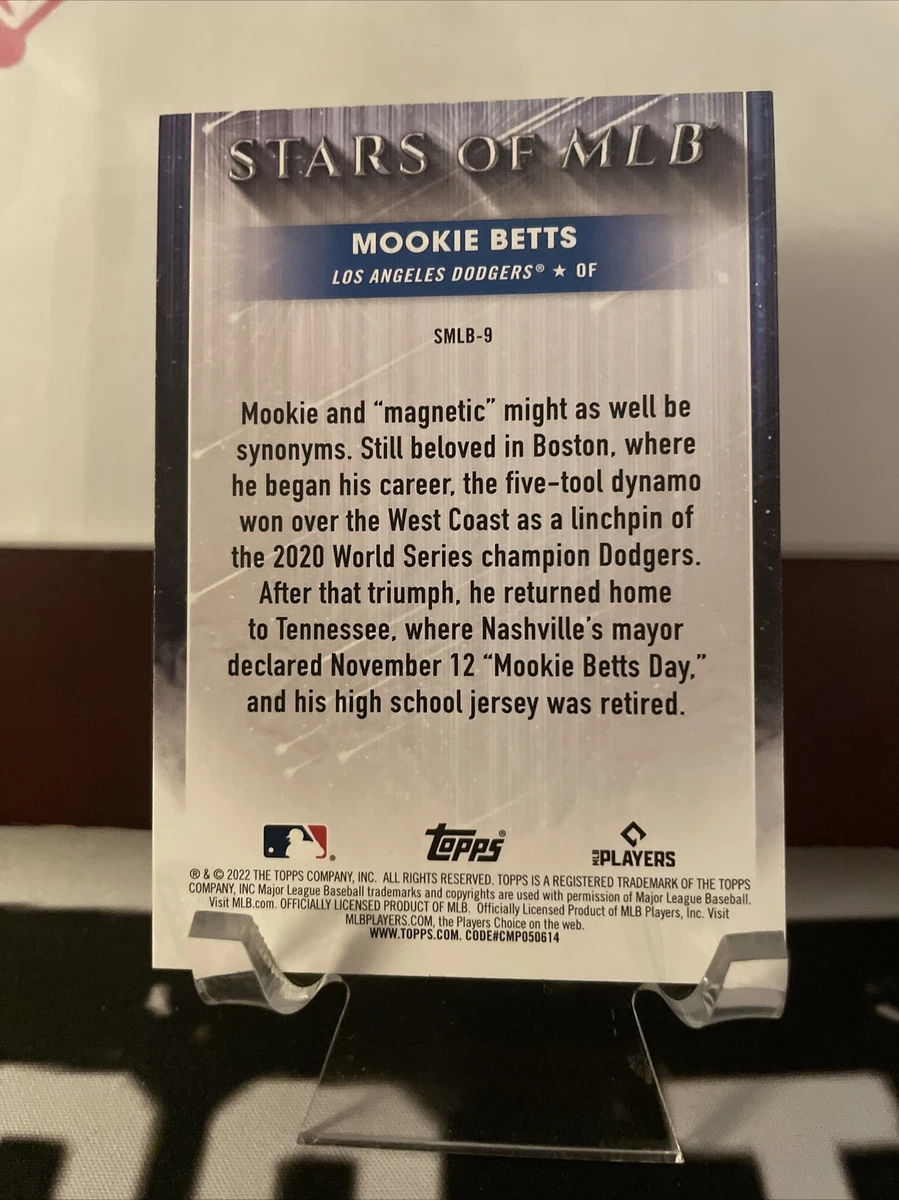 STARS OF MLB®
MOOKIE BETTS
LOS ANGELES DODGERS® ★ OF
SMLB-9
Mookie and “magnetic” might as well be
synonyms. Still beloved in Boston, where
he began his career, the five-tool dynamo
won over the West Coast as a linchpin of
the 2020 World Series champion Dodgers.
After that triumph, he returned home
to Tennessee, where Nashville’s mayor
declared November 12 “Mookie Betts Day,”
and his high school jersey was retired.
® topps® MLB PLAYERS
® & © 2022 THE TOPPS COMPANY, INC. ALL RIGHTS RESERVED. TOPPS IS A REGISTERED TRADEMARK OF THE TOPPS
COMPANY, INC Major League Baseball trademarks and copyrights are used with permission of Major League Baseball.
Visit MLB.com. OFFICIALLY LICENSED PRODUCT OF MLB. Officially Licensed Product of MLB Players, Inc. Visit
MLBPLAYERS.COM, the Players Choice on the web.
WWW.TOPPS.COM. CODE#CMP050614